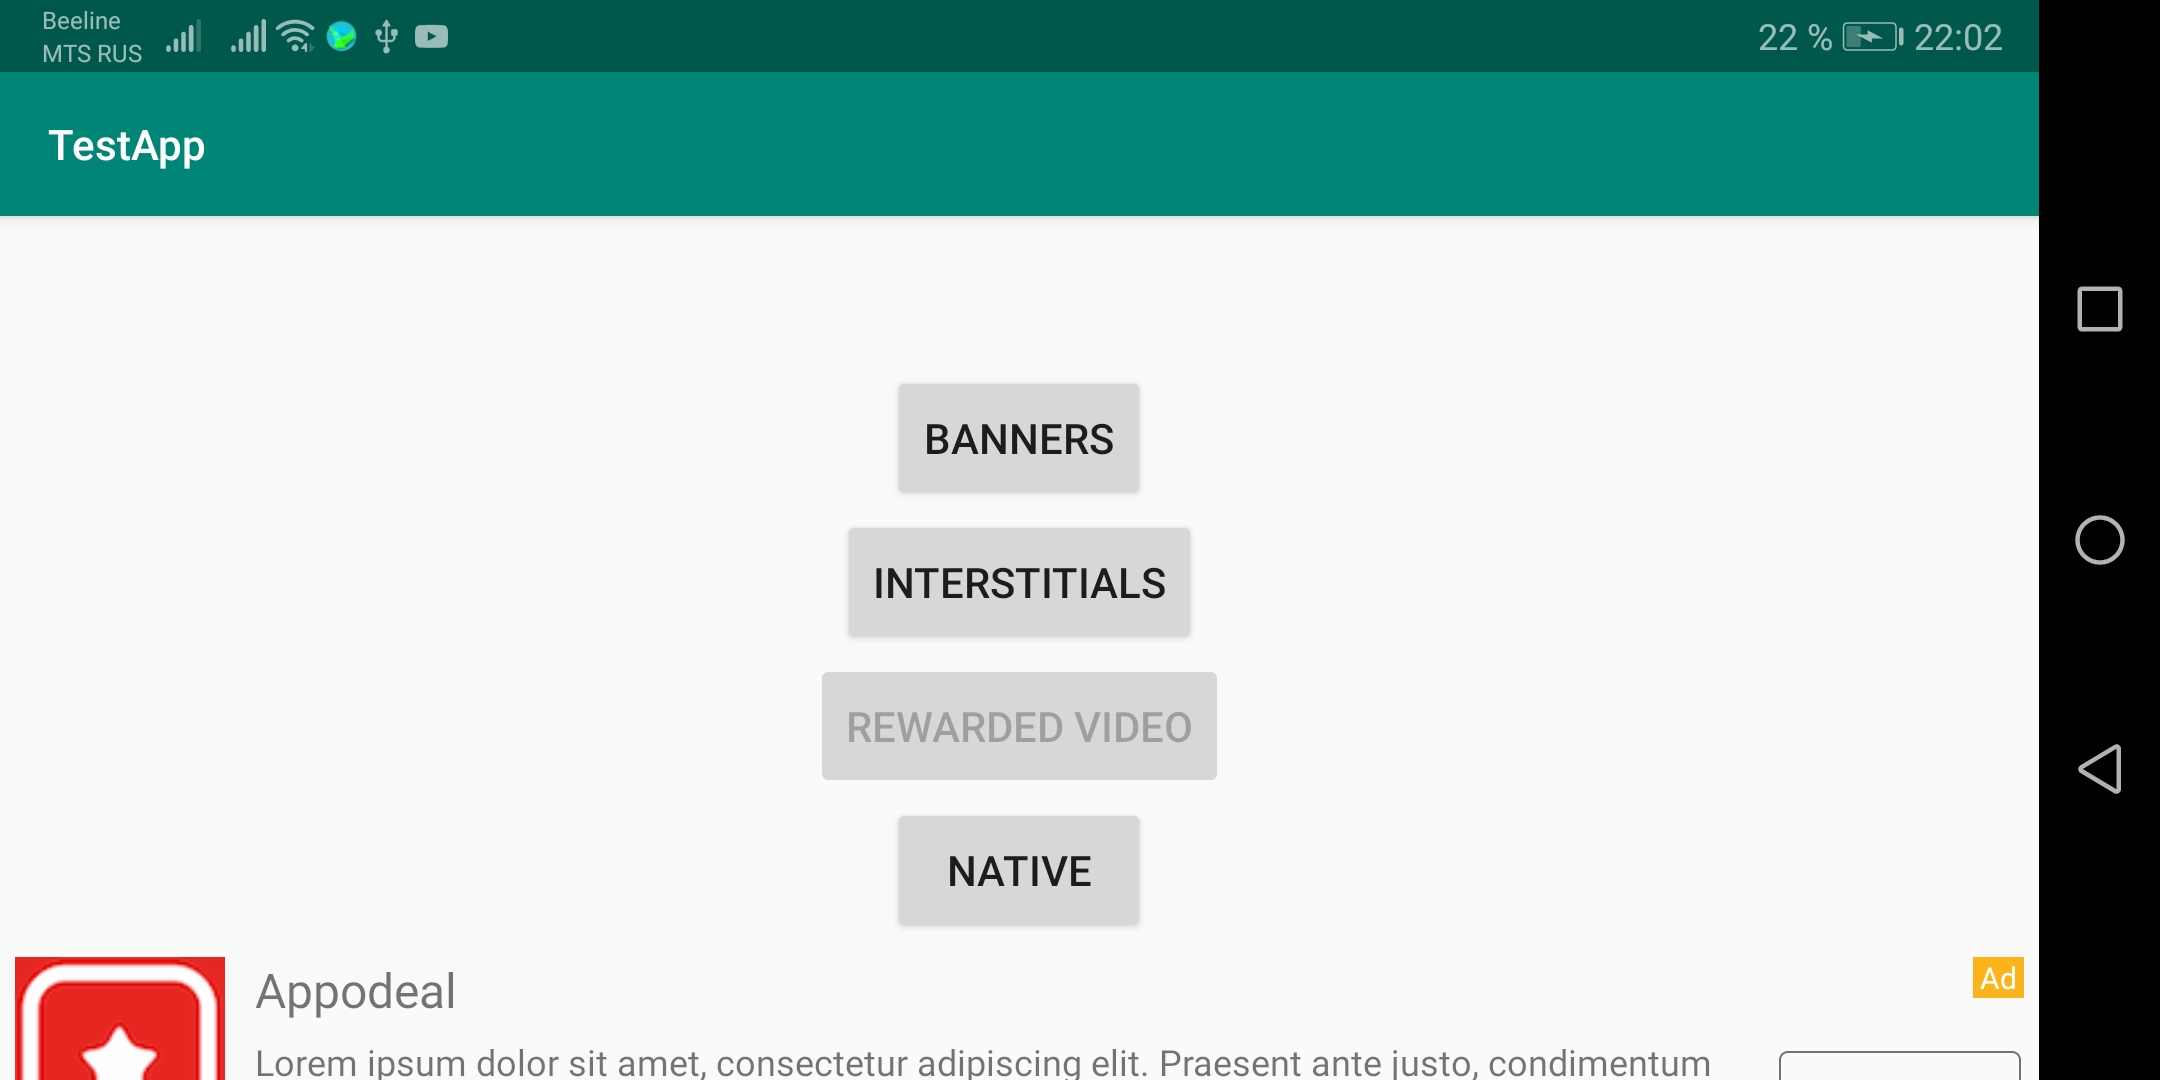 Beeline
MTS RUS
22 % 22:02
TestApp
BANNERS
INTERSTITIALS
REWARDED VIDEO
NATIVE
Appodeal
Ad
Lorem ipsum dolor sit amet, consectetur adipiscing elit. Praesent ante justo, condimentum